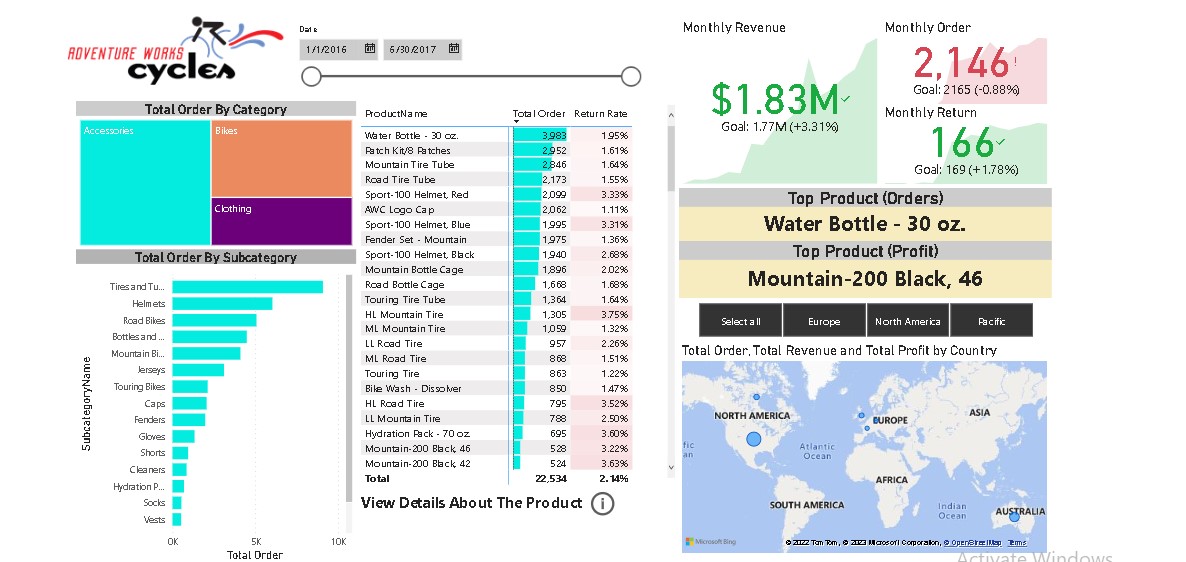 ADVENTURE WORKS
cycles
Date
1/1/2016
6/30/2017
Total Order By Category
Accessories
Bikes
Clothing
Total Order By Subcategory
SubcategoryName
Tires and Tu...
Helmets
Road Bikes
Bottles and ...
Mountain Bi...
Jerseys
Touring Bikes
Caps
Fenders
Gloves
Shorts
Cleaners
Hydration P...
Socks
Vests
0K 5K 10K
Total Order
ProductName Total Order Return Rate
Water Bottle - 30 oz. 3,983 1.95%
Patch Kit/8 Patches 2,952 1.61%
Mountain Tire Tube 2,846 1.64%
Road Tire Tube 2,173 1.55%
Sport-100 Helmet, Red 2,099 3.33%
AWC Logo Cap 2,062 1.11%
Sport-100 Helmet, Blue 1,995 3.31%
Fender Set - Mountain 1,975 1.36%
Sport-100 Helmet, Black 1,940 2.68%
Mountain Bottle Cage 1,896 2.02%
Road Bottle Cage 1,668 1.68%
Touring Tire Tube 1,364 1.64%
HL Mountain Tire 1,305 3.75%
ML Mountain Tire 1,059 1.32%
LL Road Tire 957 2.26%
ML Road Tire 868 1.51%
Touring Tire 863 1.22%
Bike Wash - Dissolver 850 1.47%
HL Road Tire 795 3.52%
LL Mountain Tire 788 2.50%
Hydration Pack - 70 oz. 695 3.60%
Mountain-200 Black, 46 528 3.22%
Mountain-200 Black, 42 524 3.63%
Total 22,534 2.14%
View Details About The Product
Monthly Revenue
$1.83M
Goal: 1.77M (+3.31%)
Monthly Order
2,146!
Goal: 2165 (-0.88%)
Monthly Return
166
Goal: 169 (+1.78%)
Top Product (Orders)
Water Bottle - 30 oz.
Top Product (Profit)
Mountain-200 Black, 46
Select all
Europe
North America
Pacific
Total Order, Total Revenue and Total Profit by Country
NORTH AMERICA
EUROPE
ASIA
fic
an
Atlantic
Ocean
AFRICA
SOUTH AMERICA
Indian
Ocean
AUSTRALIA
Microsoft Bing
© 2022 TomTom, © 2023 Microsoft Corporation, © OpenStreetMap Terms
Activate Windows